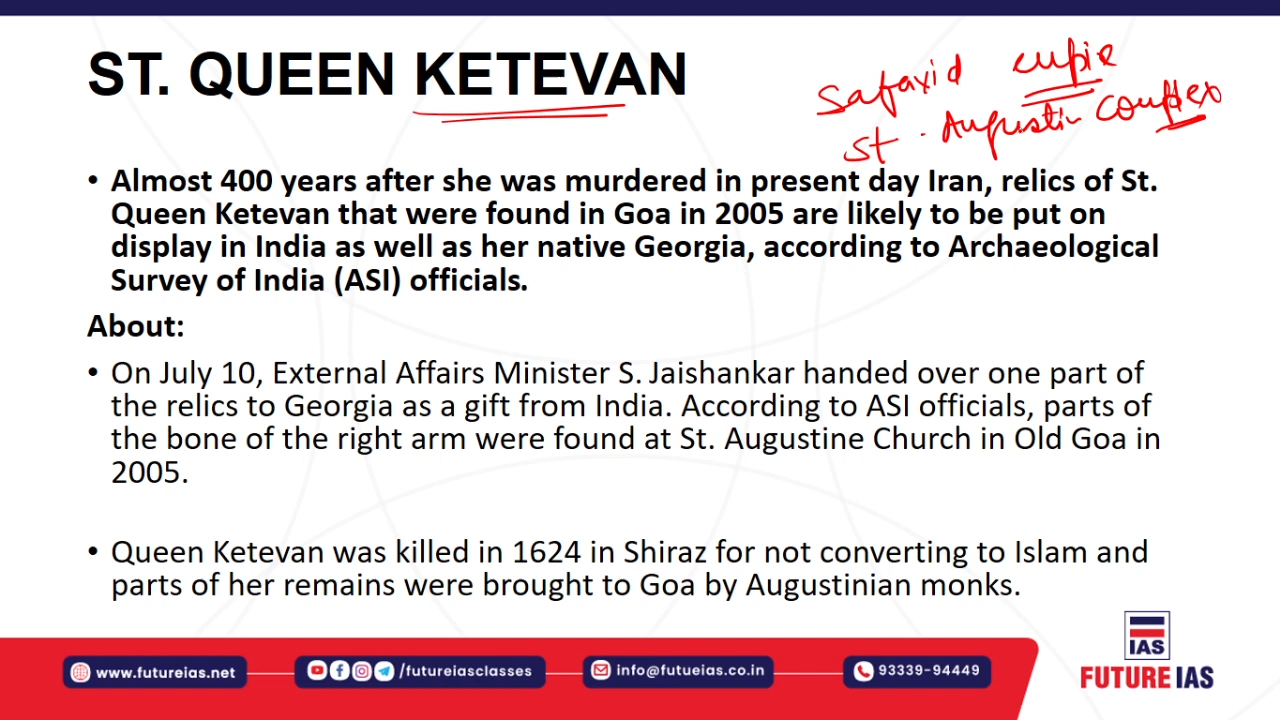 ST. QUEEN KETEVAN
Safavid empire
St. Augustin Complex
• Almost 400 years after she was murdered in present day Iran, relics of St.
Queen Ketevan that were found in Goa in 2005 are likely to be put on
display in India as well as her native Georgia, according to Archaeological
Survey of India (ASI) officials.
About:
• On July 10, External Affairs Minister S. Jaishankar handed over one part of
the relics to Georgia as a gift from India. According to ASI officials, parts of
the bone of the right arm were found at St. Augustine Church in Old Goa in
2005.
• Queen Ketevan was killed in 1624 in Shiraz for not converting to Islam and
parts of her remains were brought to Goa by Augustinian monks.
www.futureias.net
/futureiasclasses
info@futueias.co.in
93339-94449
IAS
FUTURE IAS